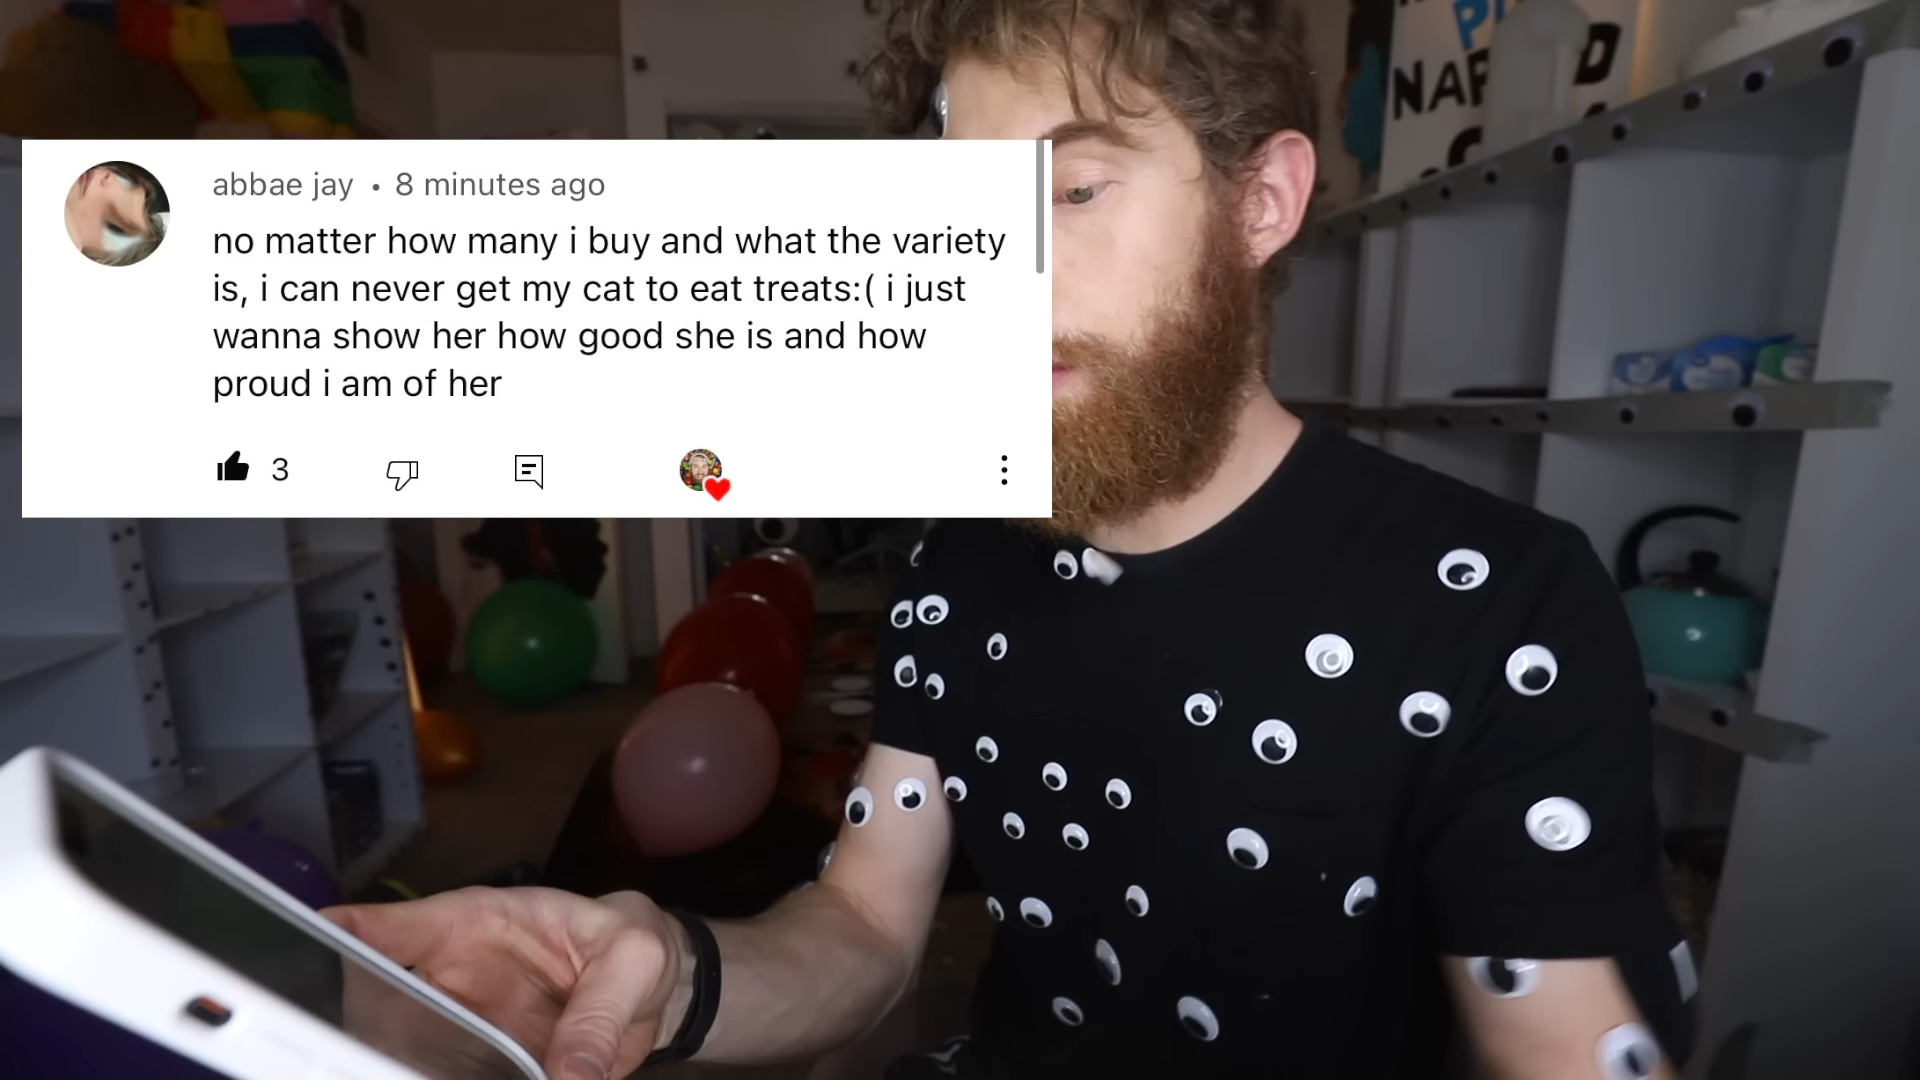 abbae jay • 8 minutes ago
no matter how many i buy and what the variety
is, i can never get my cat to eat treats:( i just
wanna show her how good she is and how
proud i am of her
3